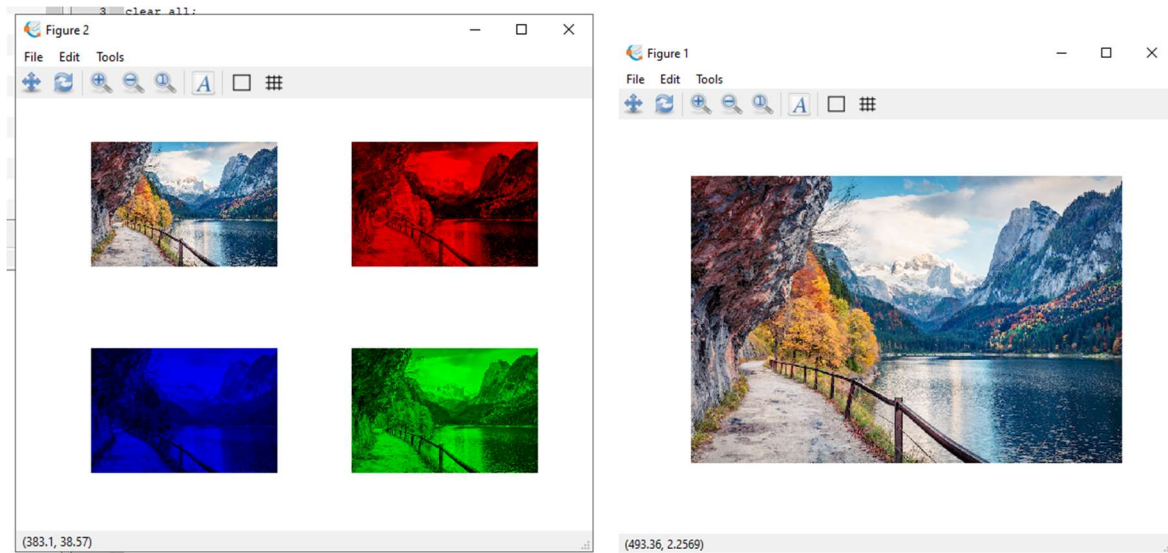 3 clear all;
Figure 2
File Edit Tools
A
(383.1, 38.57)
Figure 1
File Edit Tools
A
(493.36, 2.2569)